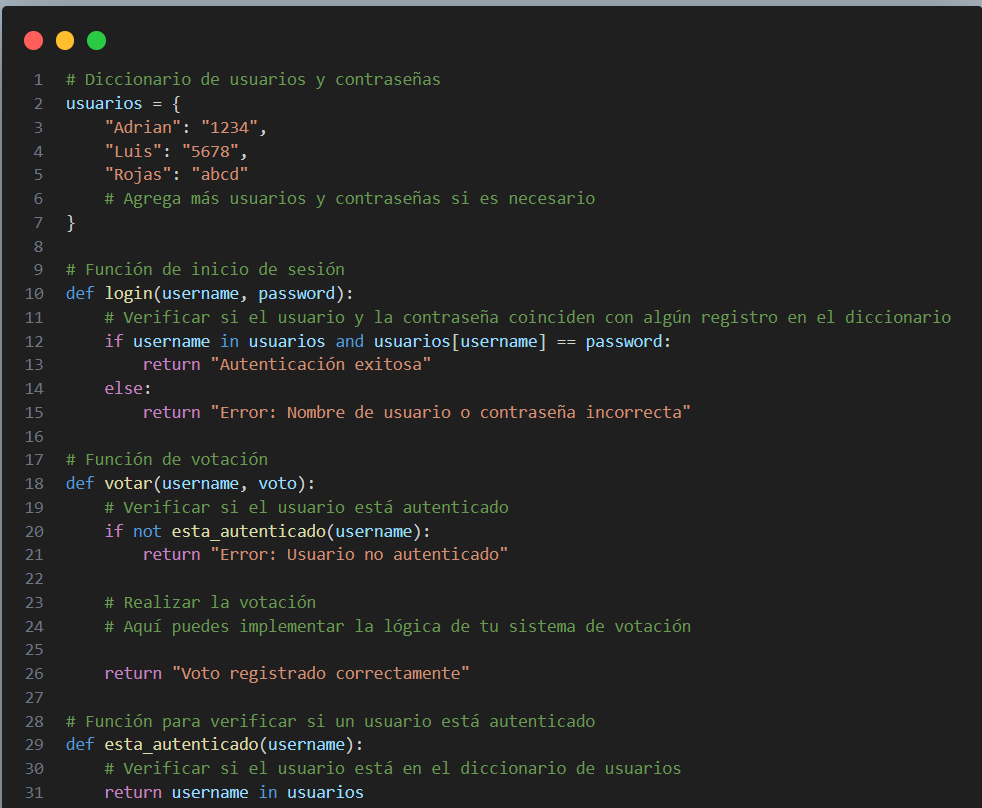 1 # Diccionario de usuarios y contraseñas
2 usuarios = {
3     "Adrian": "1234",
4     "Luis": "5678",
5     "Rojas": "abcd"
6     # Agrega más usuarios y contraseñas si es necesario
7 }
8
9 # Función de inicio de sesión
10 def login(username, password):
11     # Verificar si el usuario y la contraseña coinciden con algún registro en el diccionario
12     if username in usuarios and usuarios[username] == password:
13         return "Autenticación exitosa"
14     else:
15         return "Error: Nombre de usuario o contraseña incorrecta"
16
17 # Función de votación
18 def votar(username, voto):
19     # Verificar si el usuario está autenticado
20     if not esta_autenticado(username):
21         return "Error: Usuario no autenticado"
22
23     # Realizar la votación
24     # Aquí puedes implementar la lógica de tu sistema de votación
25
26     return "Voto registrado correctamente"
27
28 # Función para verificar si un usuario está autenticado
29 def esta_autenticado(username):
30     # Verificar si el usuario está en el diccionario de usuarios
31     return username in usuarios